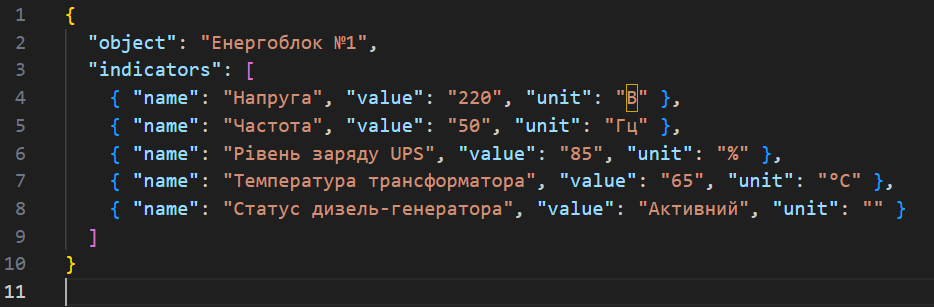 1 {
2 "object": "Енергоблок №1",
3 "indicators": [
4 { "name": "Напруга", "value": "220", "unit": "В" },
5 { "name": "Частота", "value": "50", "unit": "Гц" },
6 { "name": "Рівень заряду UPS", "value": "85", "unit": "%" },
7 { "name": "Температура трансформатора", "value": "65", "unit": "°C" },
8 { "name": "Статус дизель-генератора", "value": "Активний", "unit": "" }
9 ]
10 }
11